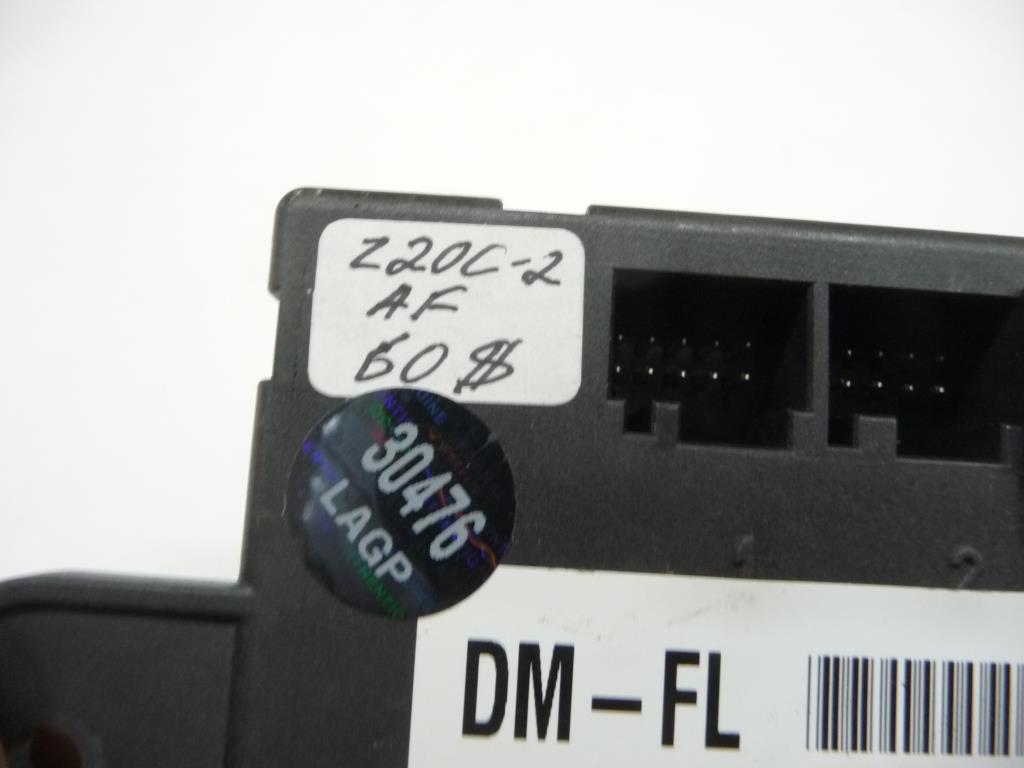 Z20C-2
AF
60 $
30476
LAGP
DM-FL